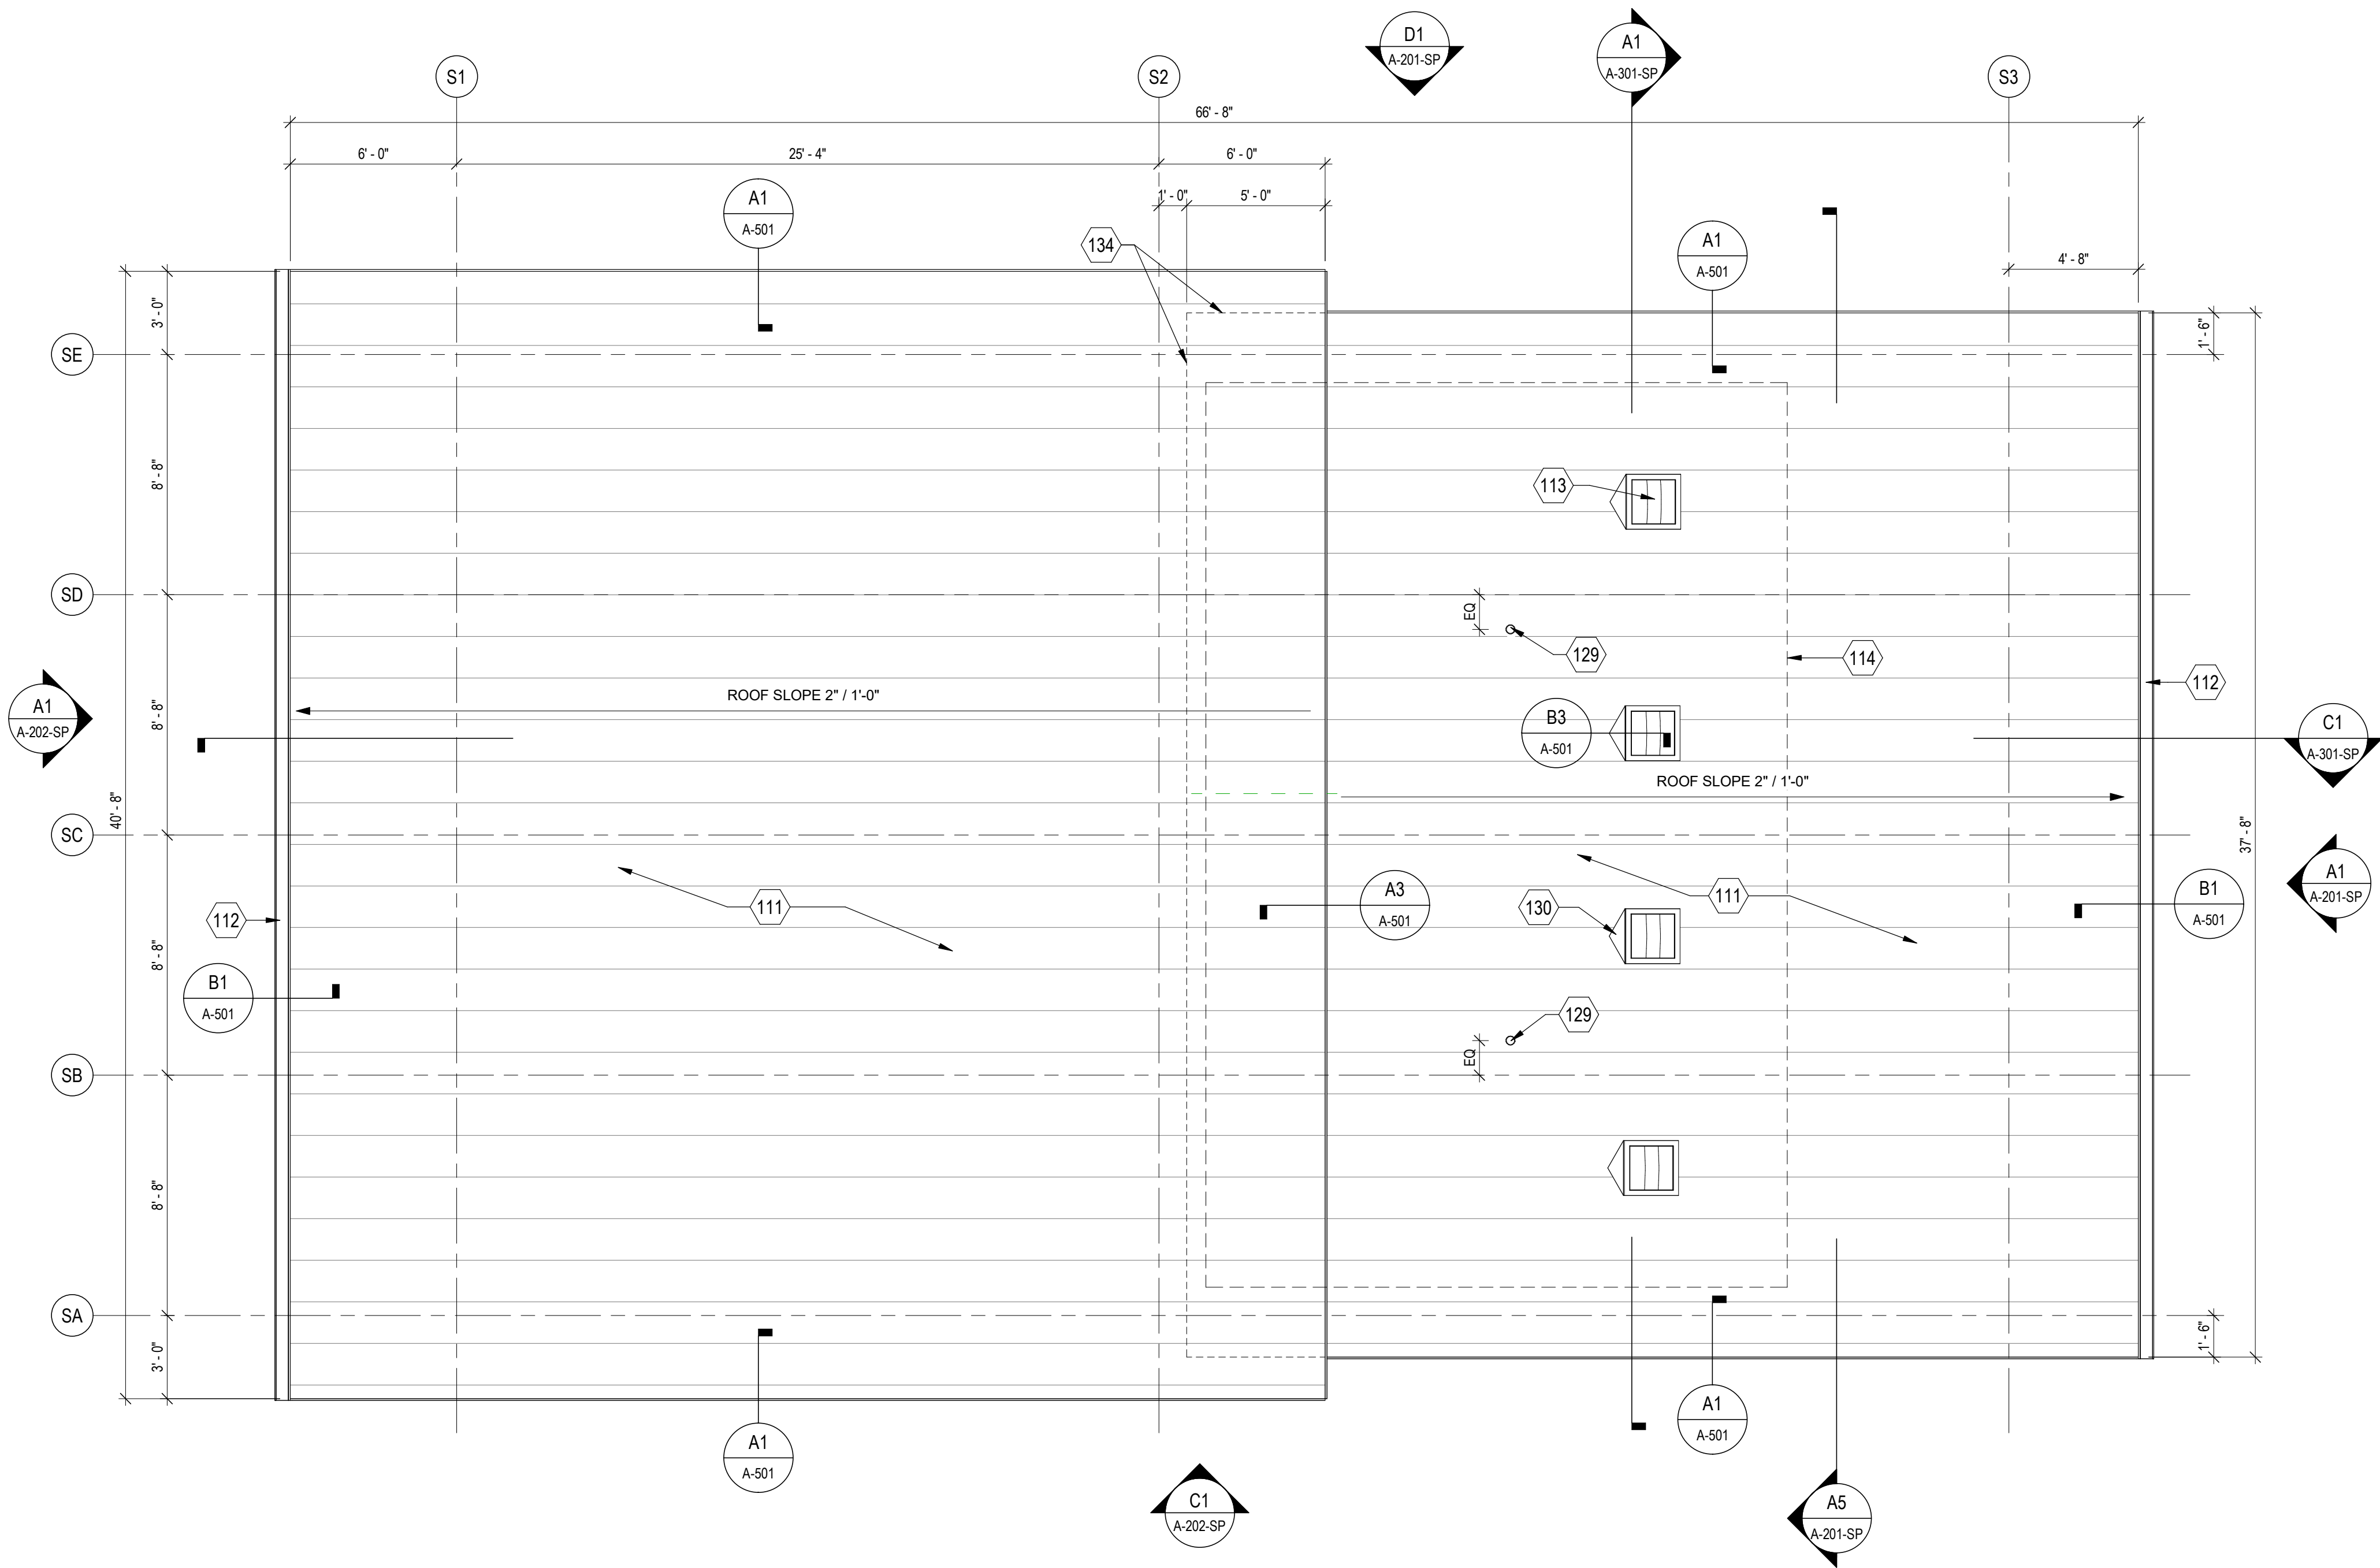 D1
A-201-SP
A1
A-301-SP
S1
S2
S3
66' - 8"
6' - 0"
25' - 4"
6' - 0"
1' - 0"
5' - 0"
A1
A-501
134
A1
A-501
4' - 8"
3' - 0"
1' - 6"
SE
8' - 8"
113
SD
EQ
129
114
112
ROOF SLOPE 2" / 1'-0"
A1
A-202-SP
8' - 8"
B3
A-501
C1
A-301-SP
ROOF SLOPE 2" / 1'-0"
40' - 8"
SC
37' - 8"
A3
A-501
A1
A-201-SP
B1
A-501
111
130
111
112
8' - 8"
B1
A-501
129
EQ
SB
8' - 8"
SA
1' - 6"
3' - 0"
A1
A-501
A1
A-501
C1
A-202-SP
A5
A-201-SP